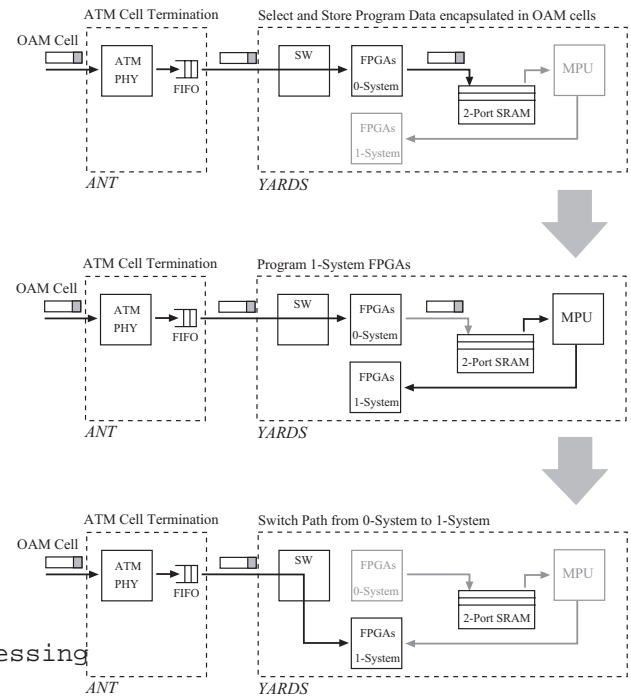 ATM Cell Termination
Select and Store Program Data encapsulated in OAM cells
OAM Cell
ATM
PHY
FIFO
SW
FPGAs
0-System
MPU
2-Port SRAM
FPGAs
1-System
ANT
YARDS
ATM Cell Termination
Program 1-System FPGAs
OAM Cell
ATM
PHY
FIFO
SW
FPGAs
0-System
MPU
2-Port SRAM
FPGAs
1-System
ANT
YARDS
ATM Cell Termination
Switch Path from 0-System to 1-System
OAM Cell
ATM
PHY
FIFO
SW
FPGAs
0-System
MPU
2-Port SRAM
FPGAs
1-System
essing
ANT
YARDS